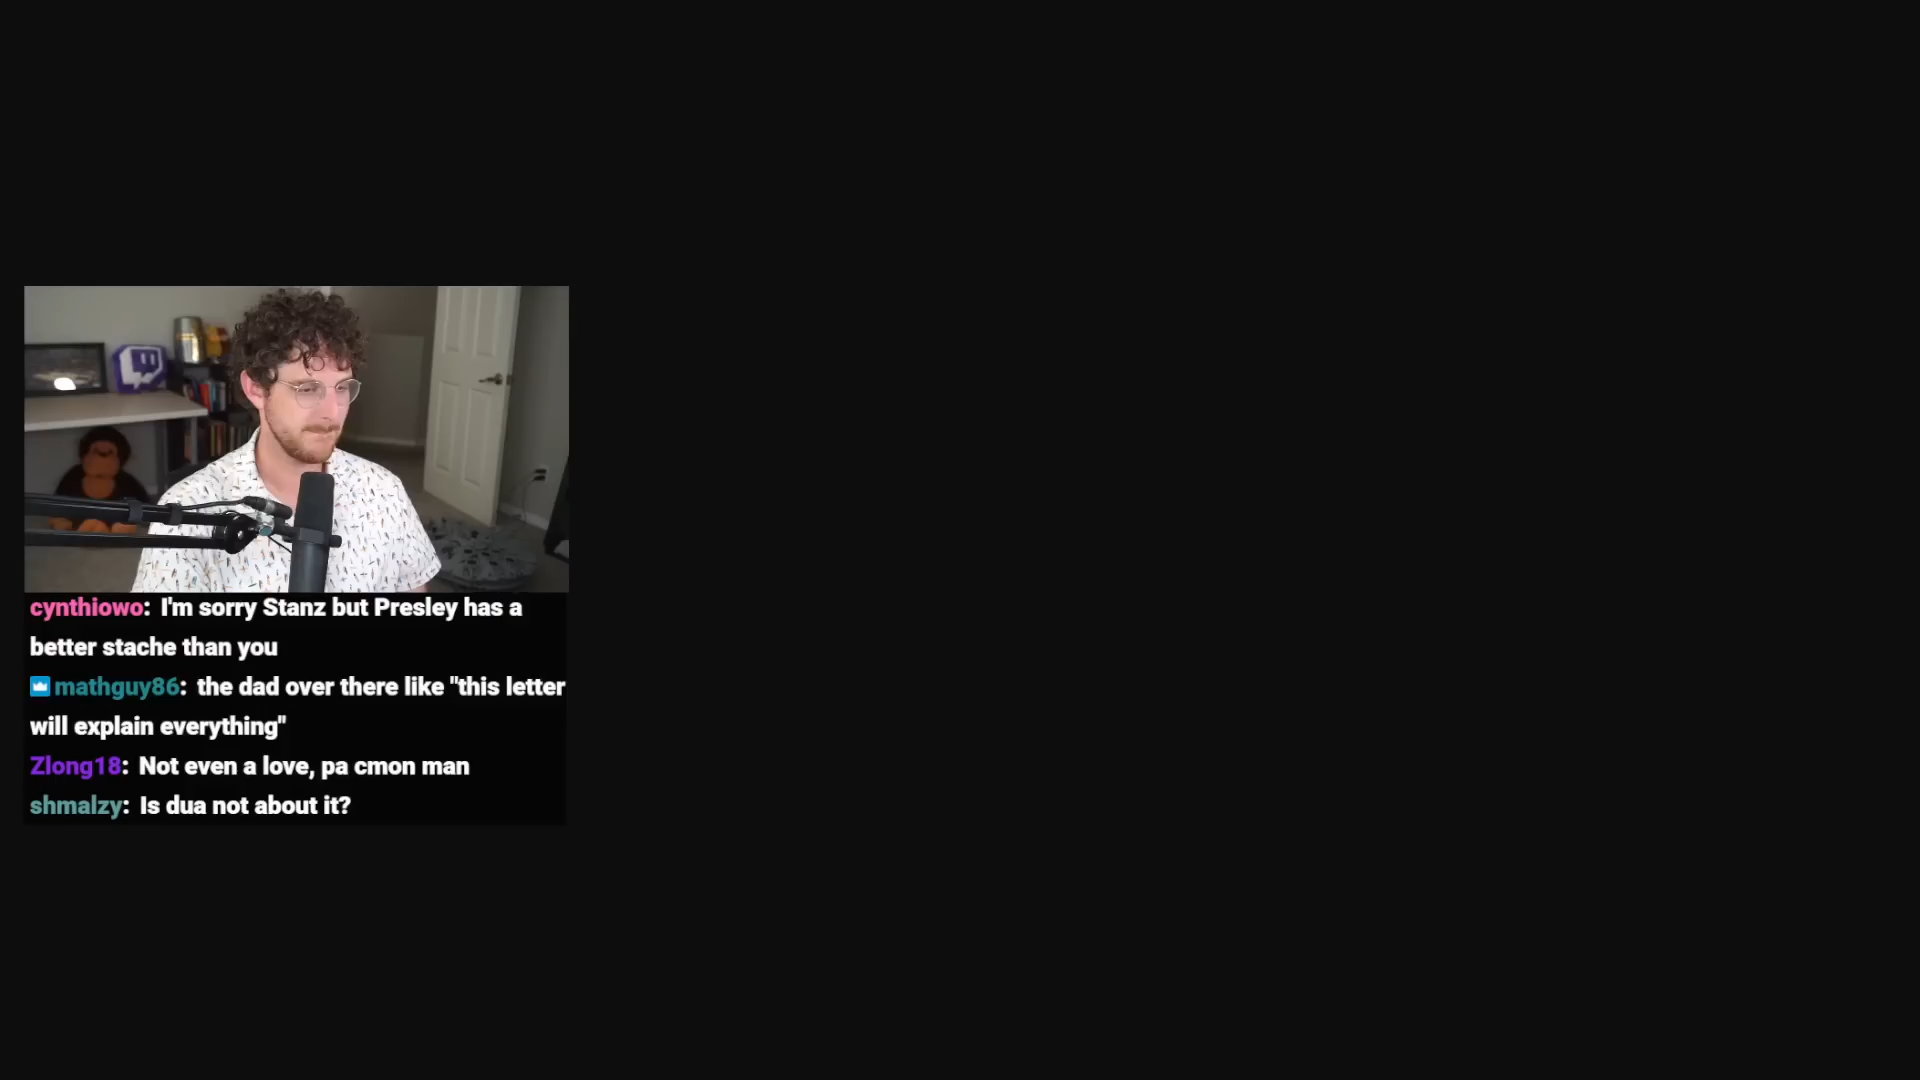 cynthiowo: I'm sorry Stanz but Presley has a
better stache than you
mathguy86: the dad over there like "this letter
will explain everything"
Zlong18: Not even a love, pa cmon man
shmalzy: Is dua not about it?